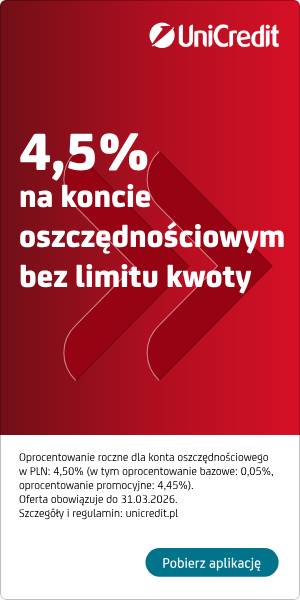 UniCredit
4,5%
na koncie
oszczędnościowym
bez limitu kwoty
Oprocentowanie roczne dla konta oszczędnościowego
w PLN: 4,50% (w tym oprocentowanie bazowe: 0,05%,
oprocentowanie promocyjne: 4,45%).
Oferta obowiązuje do 31.03.2026.
Szczegóły i regulamin: unicredit.pl
Pobierz aplikację